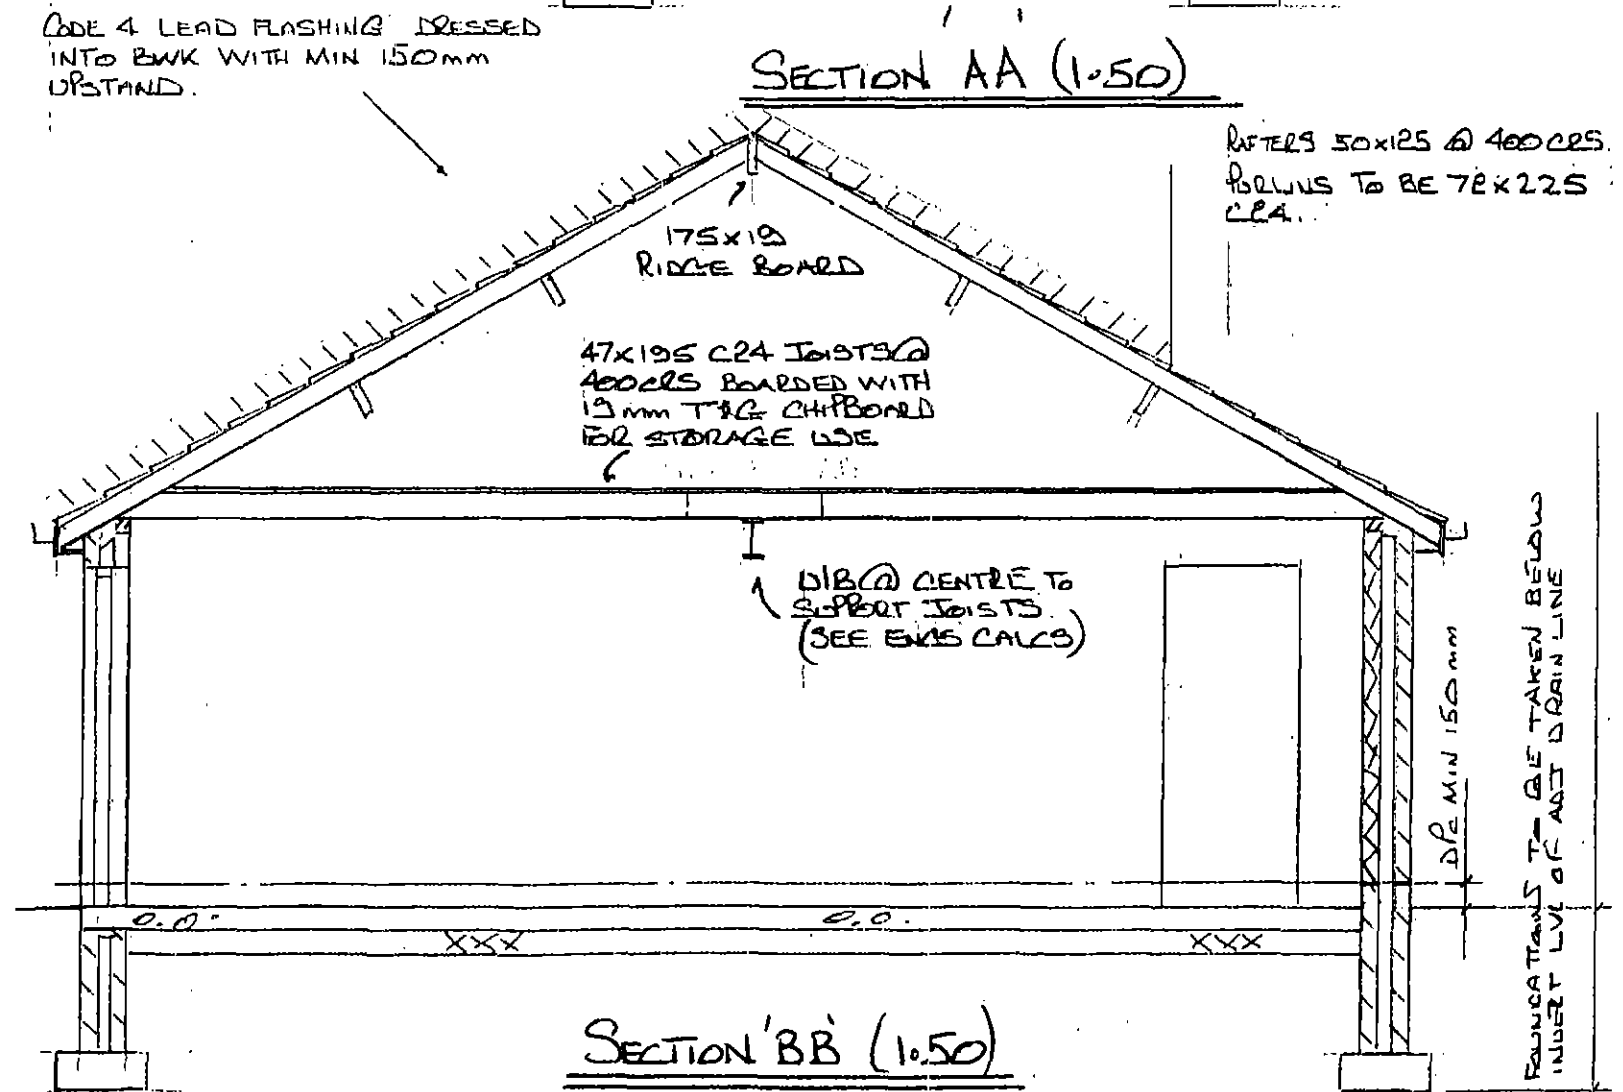 CODE 4 LEAD FLASHING DRESSED
INTO BWK WITH MIN 150mm
UPSTAND.
SECTION 'AA' (1:50)
RAFTERS 50x125 @ 400 CRS.
PURLINS TO BE 75x225
C24.
175x19
RIDGE BOARD
47x195 C24 JOISTS @
400CRS BOARDED WITH
19mm T&G CHIPBOARD
FOR STORAGE USE
U/B @ CENTRE TO
SUPPORT JOISTS
(SEE ENGS CALCS)
DPC MIN 150mm
FOUNDATIONS TO BE TAKEN BELOW
INVERT LVL OF ADJ DRAIN LINE
SECTION 'BB' (1:50)